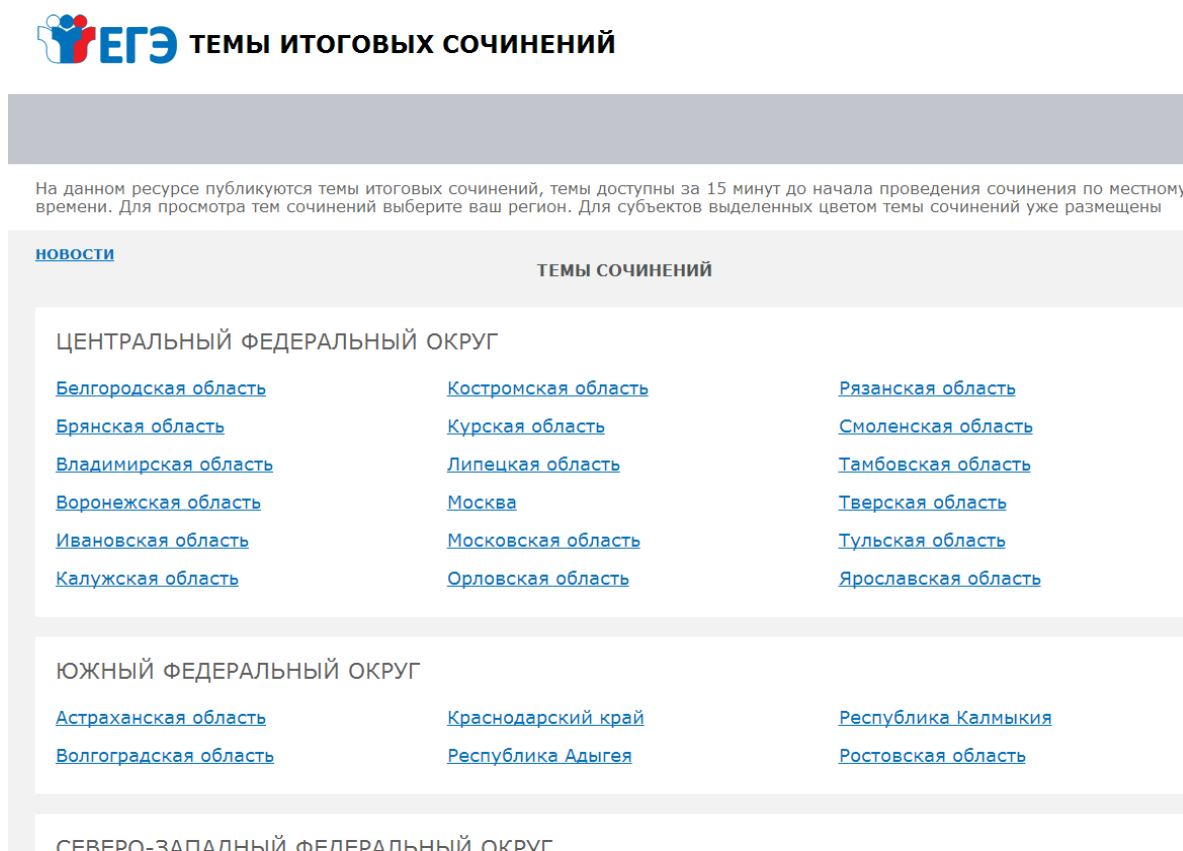 ЕГЭ ТЕМЫ ИТОГОВЫХ СОЧИНЕНИЙ
На данном ресурсе публикуются темы итоговых сочинений, темы доступны за 15 минут до начала проведения сочинения по местному
времени. Для просмотра тем сочинений выберите ваш регион. Для субъектов выделенных цветом темы сочинений уже размещены
НОВОСТИ
ТЕМЫ СОЧИНЕНИЙ
ЦЕНТРАЛЬНЫЙ ФЕДЕРАЛЬНЫЙ ОКРУГ
Белгородская область Костромская область Рязанская область
Брянская область Курская область Смоленская область
Владимирская область Липецкая область Тамбовская область
Воронежская область Москва Тверская область
Ивановская область Московская область Тульская область
Калужская область Орловская область Ярославская область
ЮЖНЫЙ ФЕДЕРАЛЬНЫЙ ОКРУГ
Астраханская область Краснодарский край Республика Калмыкия
Волгоградская область Республика Адыгея Ростовская область
СЕВЕРО-ЗАПАДНЫЙ ФЕДЕРАЛЬНЫЙ ОКРУГ